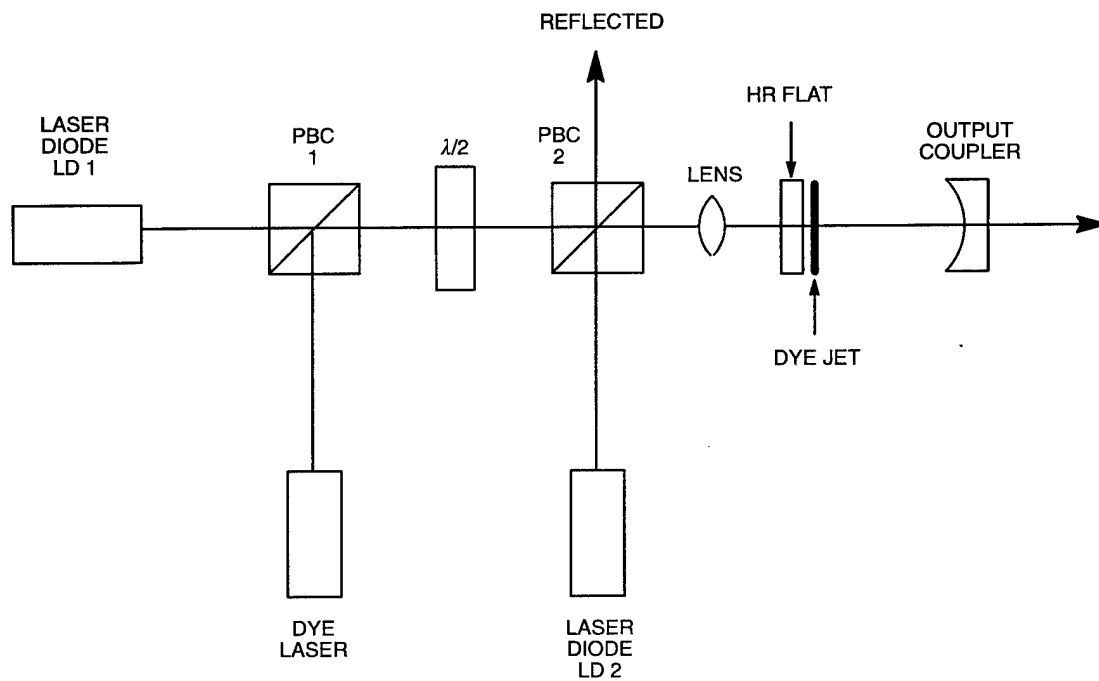 REFLECTED
LASER
DIODE
LD 1
PBC
1
λ/2
PBC
2
LENS
HR FLAT
OUTPUT
COUPLER
DYE JET
DYE
LASER
LASER
DIODE
LD 2